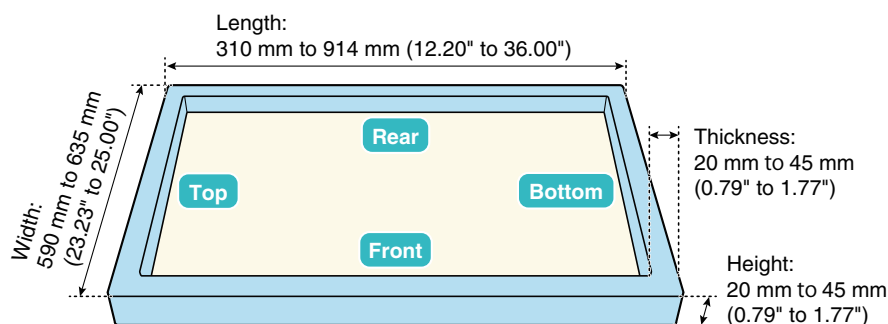 Length:
310 mm to 914 mm (12.20" to 36.00")
Width:
590 mm to 635 mm
(23.23" to 25.00")
Rear
Top
Bottom
Front
Thickness:
20 mm to 45 mm
(0.79" to 1.77")
Height:
20 mm to 45 mm
(0.79" to 1.77")